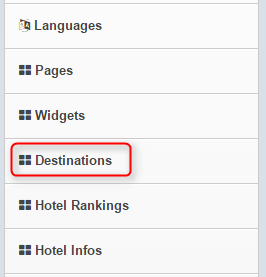 Languages
Pages
Widgets
Destinations
Hotel Rankings
Hotel Infos